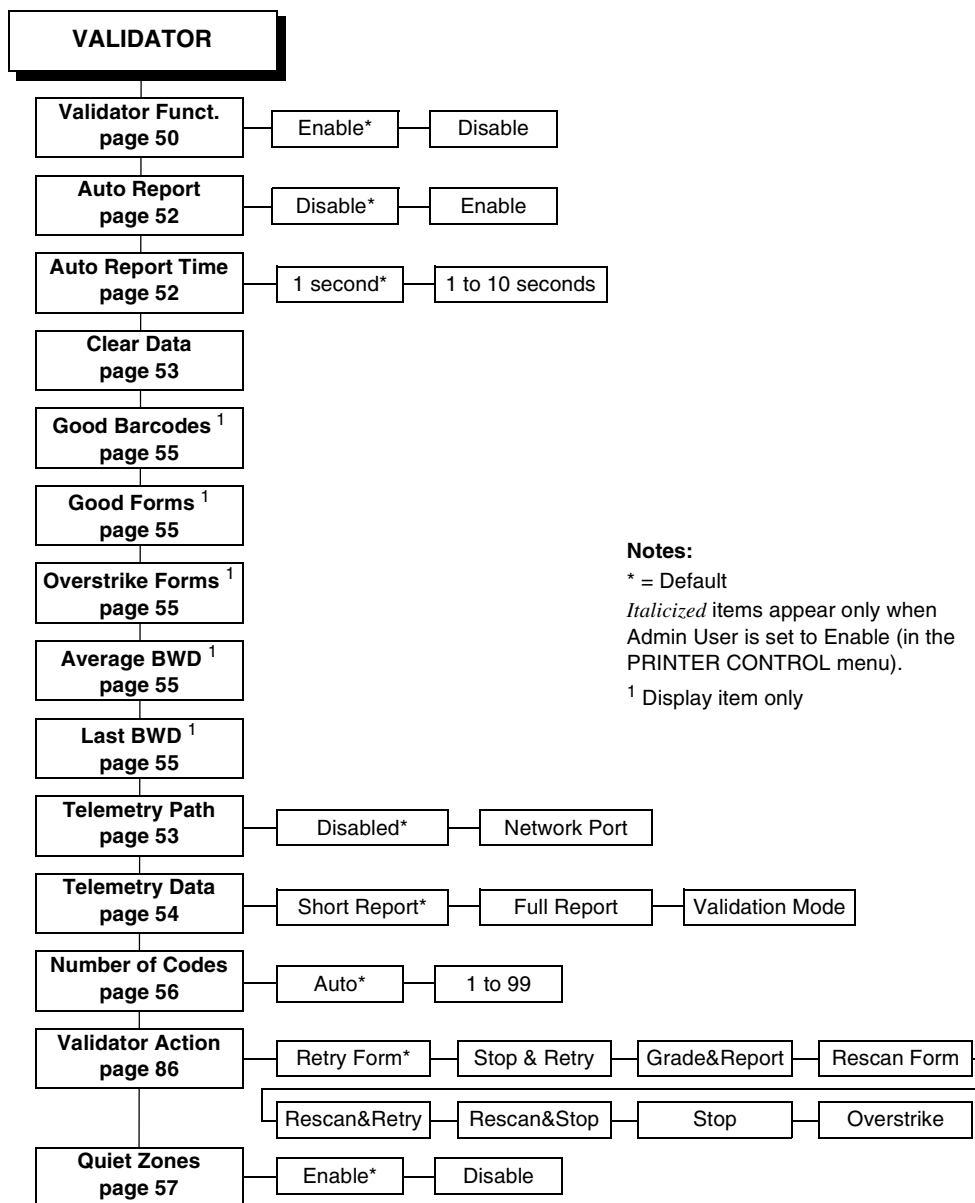 VALIDATOR
Validator Funct.
page 50
Enable*
Disable
Auto Report
page 52
Disable*
Enable
Auto Report Time
page 52
1 second*
1 to 10 seconds
Clear Data
page 53
Good Barcodes 1
page 55
Good Forms 1
page 55
Overstrike Forms 1
page 55
Average BWD 1
page 55
Last BWD 1
page 55
Notes:
* = Default
Italicized items appear only when
Admin User is set to Enable (in the
PRINTER CONTROL menu).
1 Display item only
Telemetry Path
page 53
Disabled*
Network Port
Telemetry Data
page 54
Short Report*
Full Report
Validation Mode
Number of Codes
page 56
Auto*
1 to 99
Validator Action
page 86
Retry Form*
Stop & Retry
Grade&Report
Rescan Form
Rescan&Retry
Rescan&Stop
Stop
Overstrike
Quiet Zones
page 57
Enable*
Disable